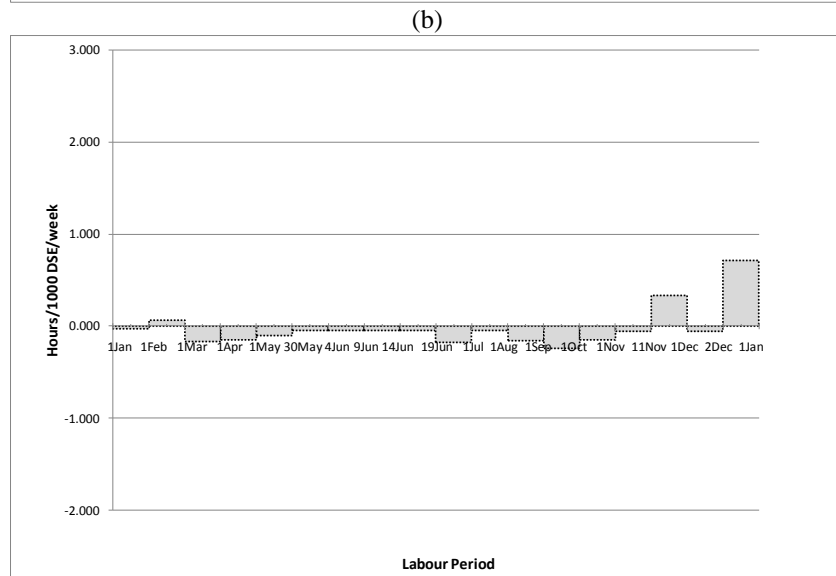 (b)
3.000
2.000
1.000
0.000
-1.000
-2.000
Hours/1000 DSE/week
1Jan 1Feb 1Mar 1Apr 1May 30May 4Jun 9Jun 14Jun 19Jun 1Jul 1Aug 1Sep 1Oct 1Nov 11Nov 1Dec 2Dec 1Jan
Labour Period